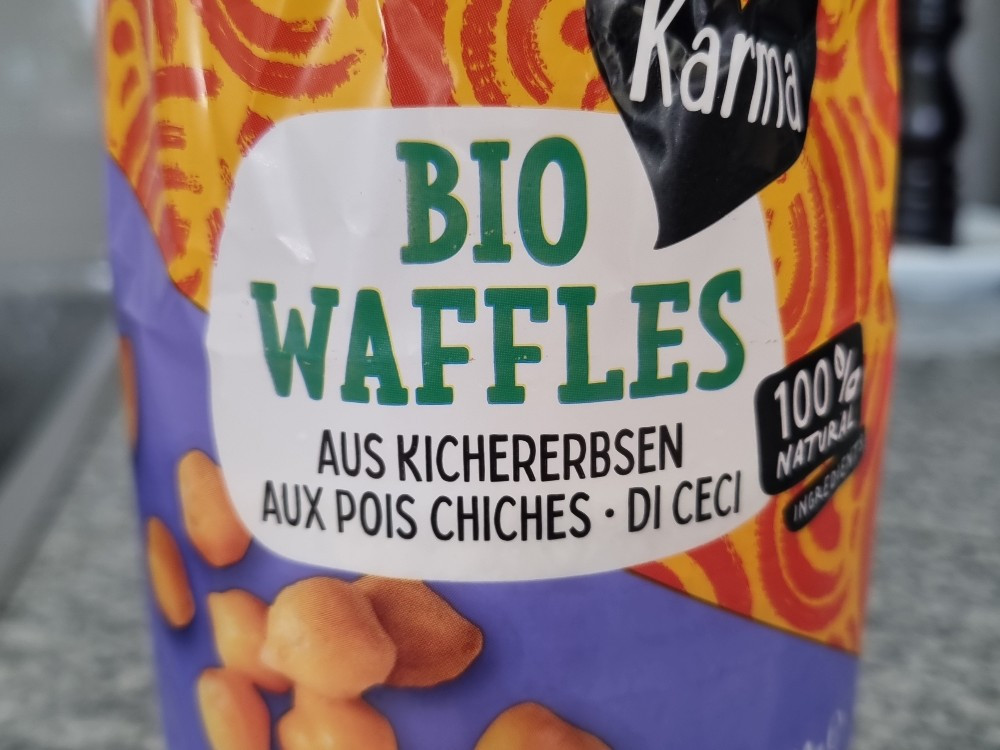 Karma
BIO
WAFFLES
AUS KICHERERBSEN
AUX POIS CHICHES · DI CECI
100%
NATURAL
INGREDIENTS